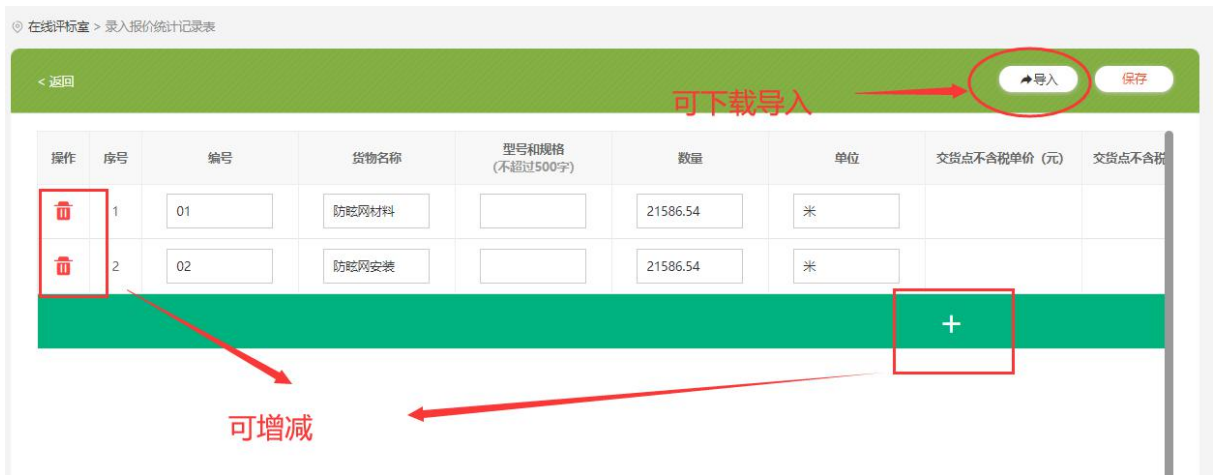 在线评标室 > 录入报价统计记录表
< 返回
导入
保存
可下载导入
操作 序号 编号 货物名称 型号和规格 数量 单位 交货点不含税单价（元） 交货点不含税
(不超过500字)
1 01 防眩网材料 21586.54 米
2 02 防眩网安装 21586.54 米
+
可增减